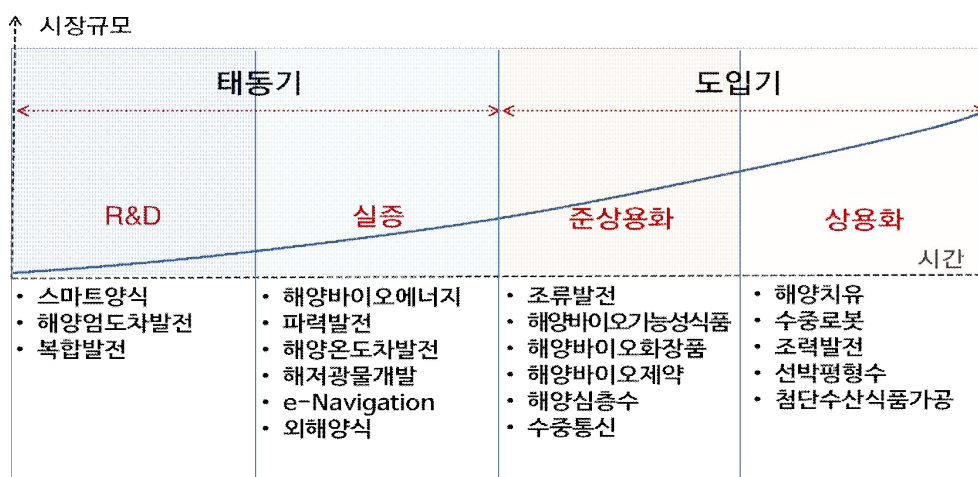 시장규모
태동기
도입기
R&D
실증
준상용화
상용화
시간
• 스마트양식
• 해양염도차발전
• 복합발전
• 해양바이오에너지
• 파력발전
• 해양온도차발전
• 해저광물개발
• e-Navigation
• 외해양식
• 조류발전
• 해양바이오기능성식품
• 해양바이오화장품
• 해양바이오제약
• 해양심층수
• 수중통신
• 해양치유
• 수중로봇
• 조력발전
• 선박평형수
• 첨단수산식품가공